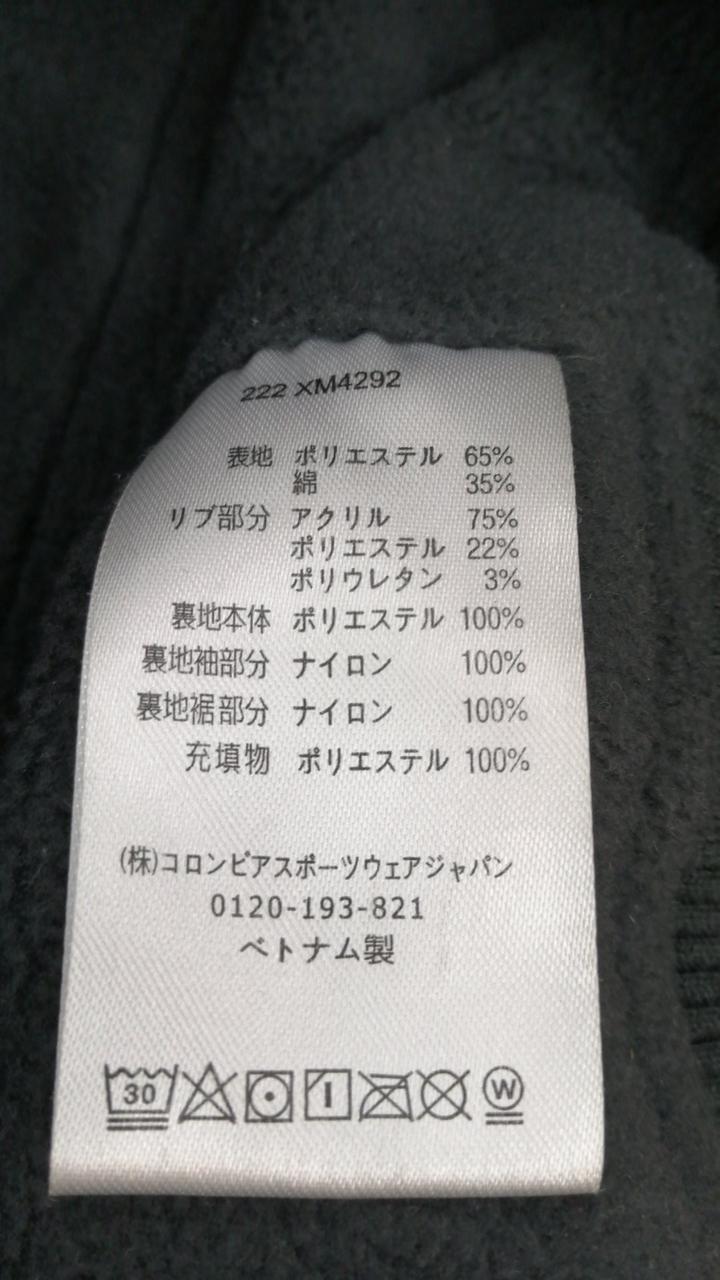 222 XM4292
表地 ポリエステル 65%
綿 35%
リブ部分 アクリル 75%
ポリエステル 22%
ポリウレタン 3%
裏地本体 ポリエステル 100%
裏地袖部分 ナイロン 100%
裏地裾部分 ナイロン 100%
充填物 ポリエステル 100%
(株)コロンビアスポーツウェアジャパン
0120-193-821
ベトナム製
30 W